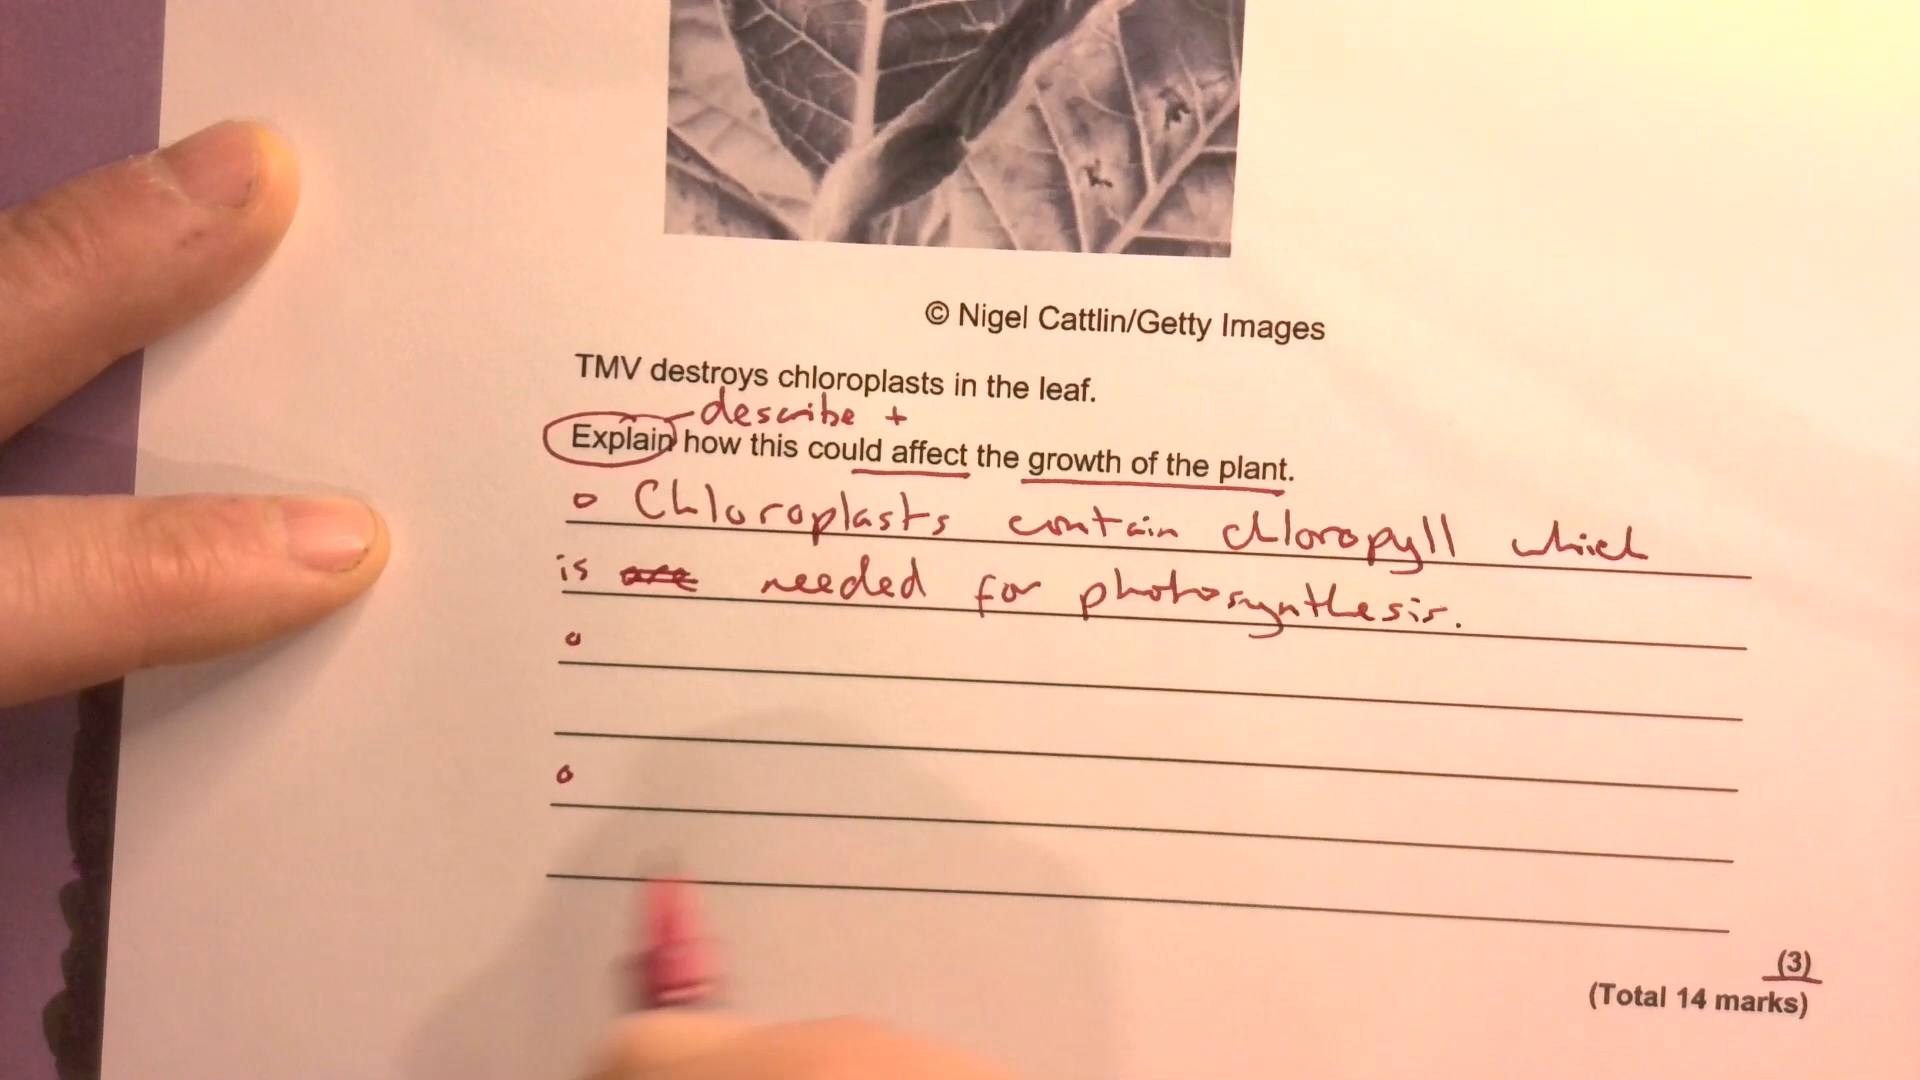 © Nigel Cattlin/Getty Images
TMV destroys chloroplasts in the leaf.
describe +
Explain how this could affect the growth of the plant.
o Chloroplasts contain chloropyll which
is are needed for photosynthesis.
o
o
(3)
(Total 14 marks)